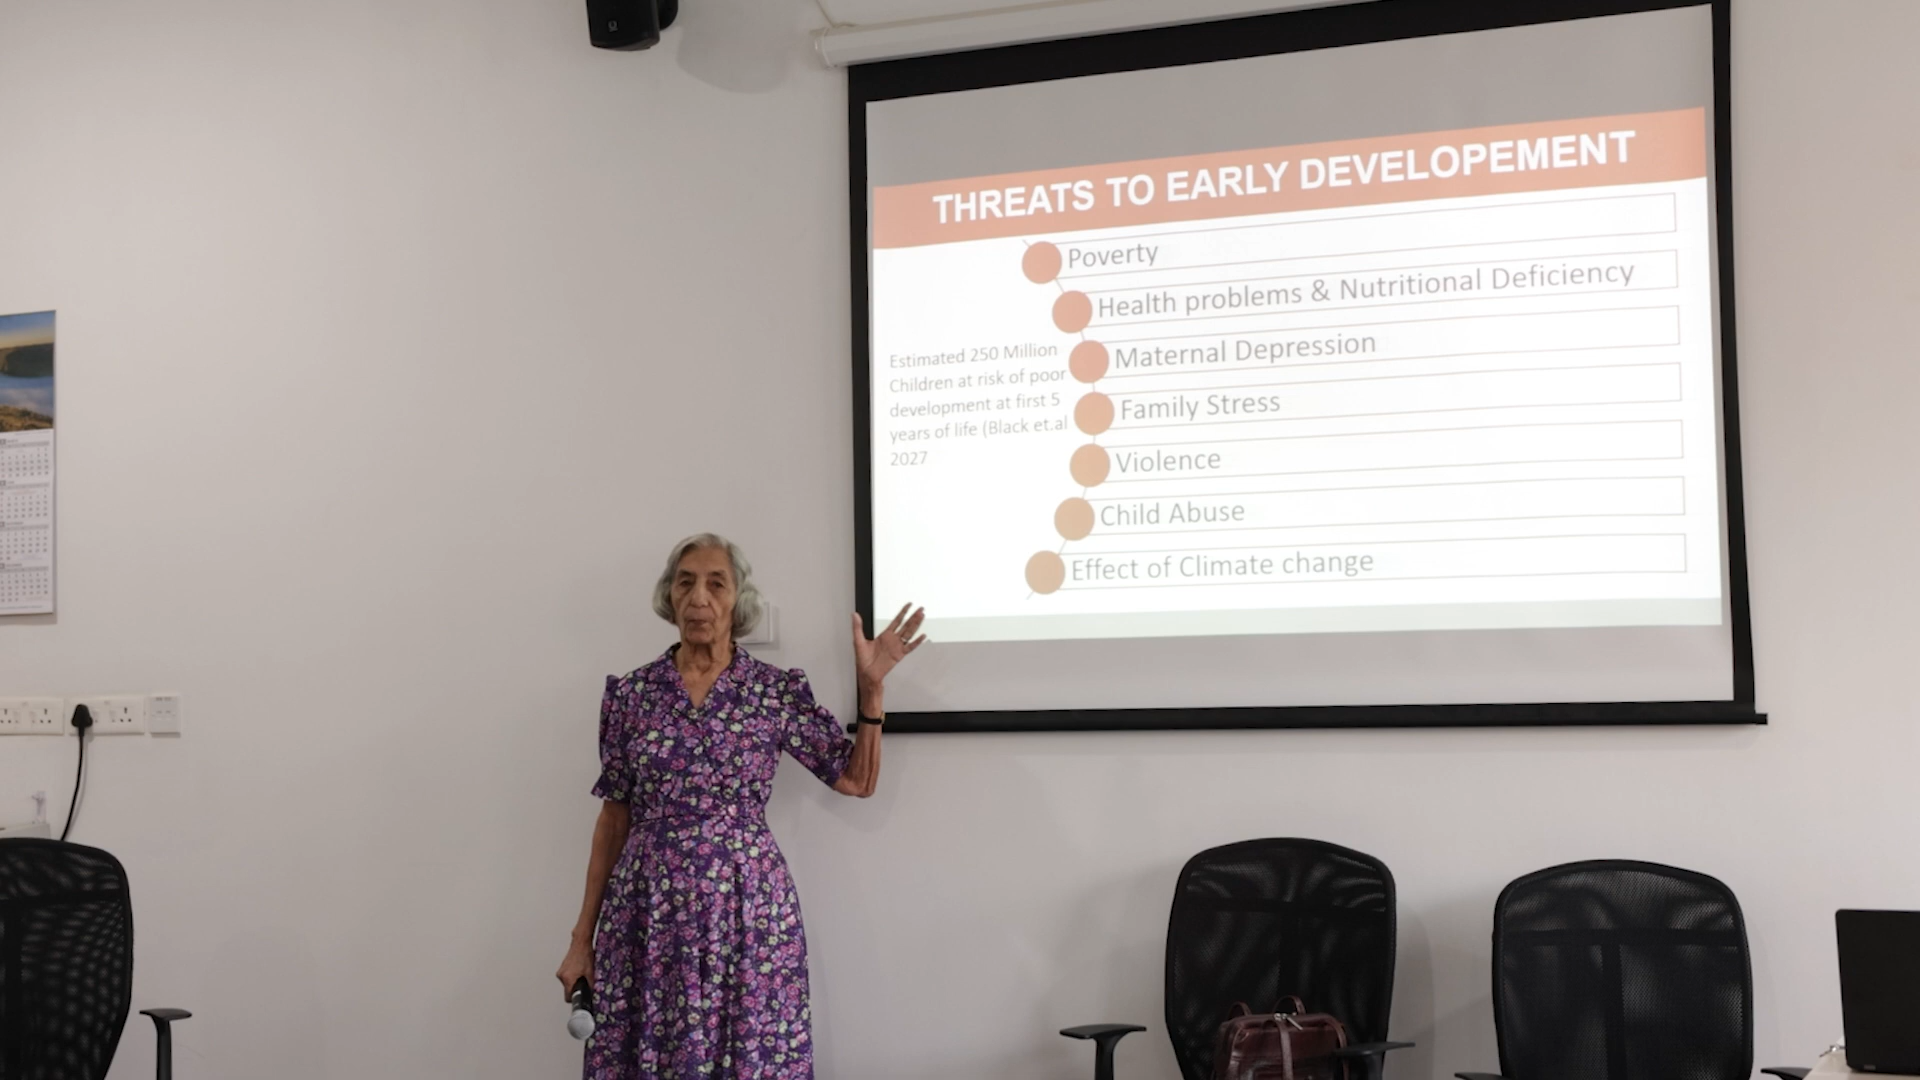 THREATS TO EARLY DEVELOPEMENT
Poverty
Health problems & Nutritional Deficiency
Maternal Depression
Family Stress
Violence
Child Abuse
Effect of Climate change
Estimated 250 Million
Children at risk of poor
development at first 5
years of life (Black et.al
2027